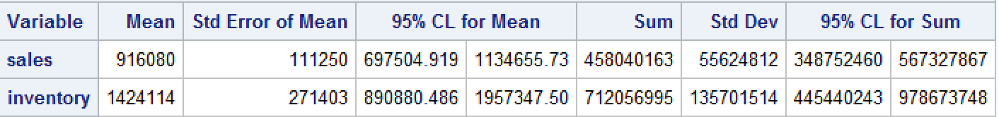 Variable Mean Std Error of Mean 95% CL for Mean Sum Std Dev 95% CL for Sum
sales 916080 111250 697504.919 1134655.73 458040163 55624812 348752460 567327867
inventory 1424114 271403 890880.486 1957347.50 712056995 135701514 445440243 978673748